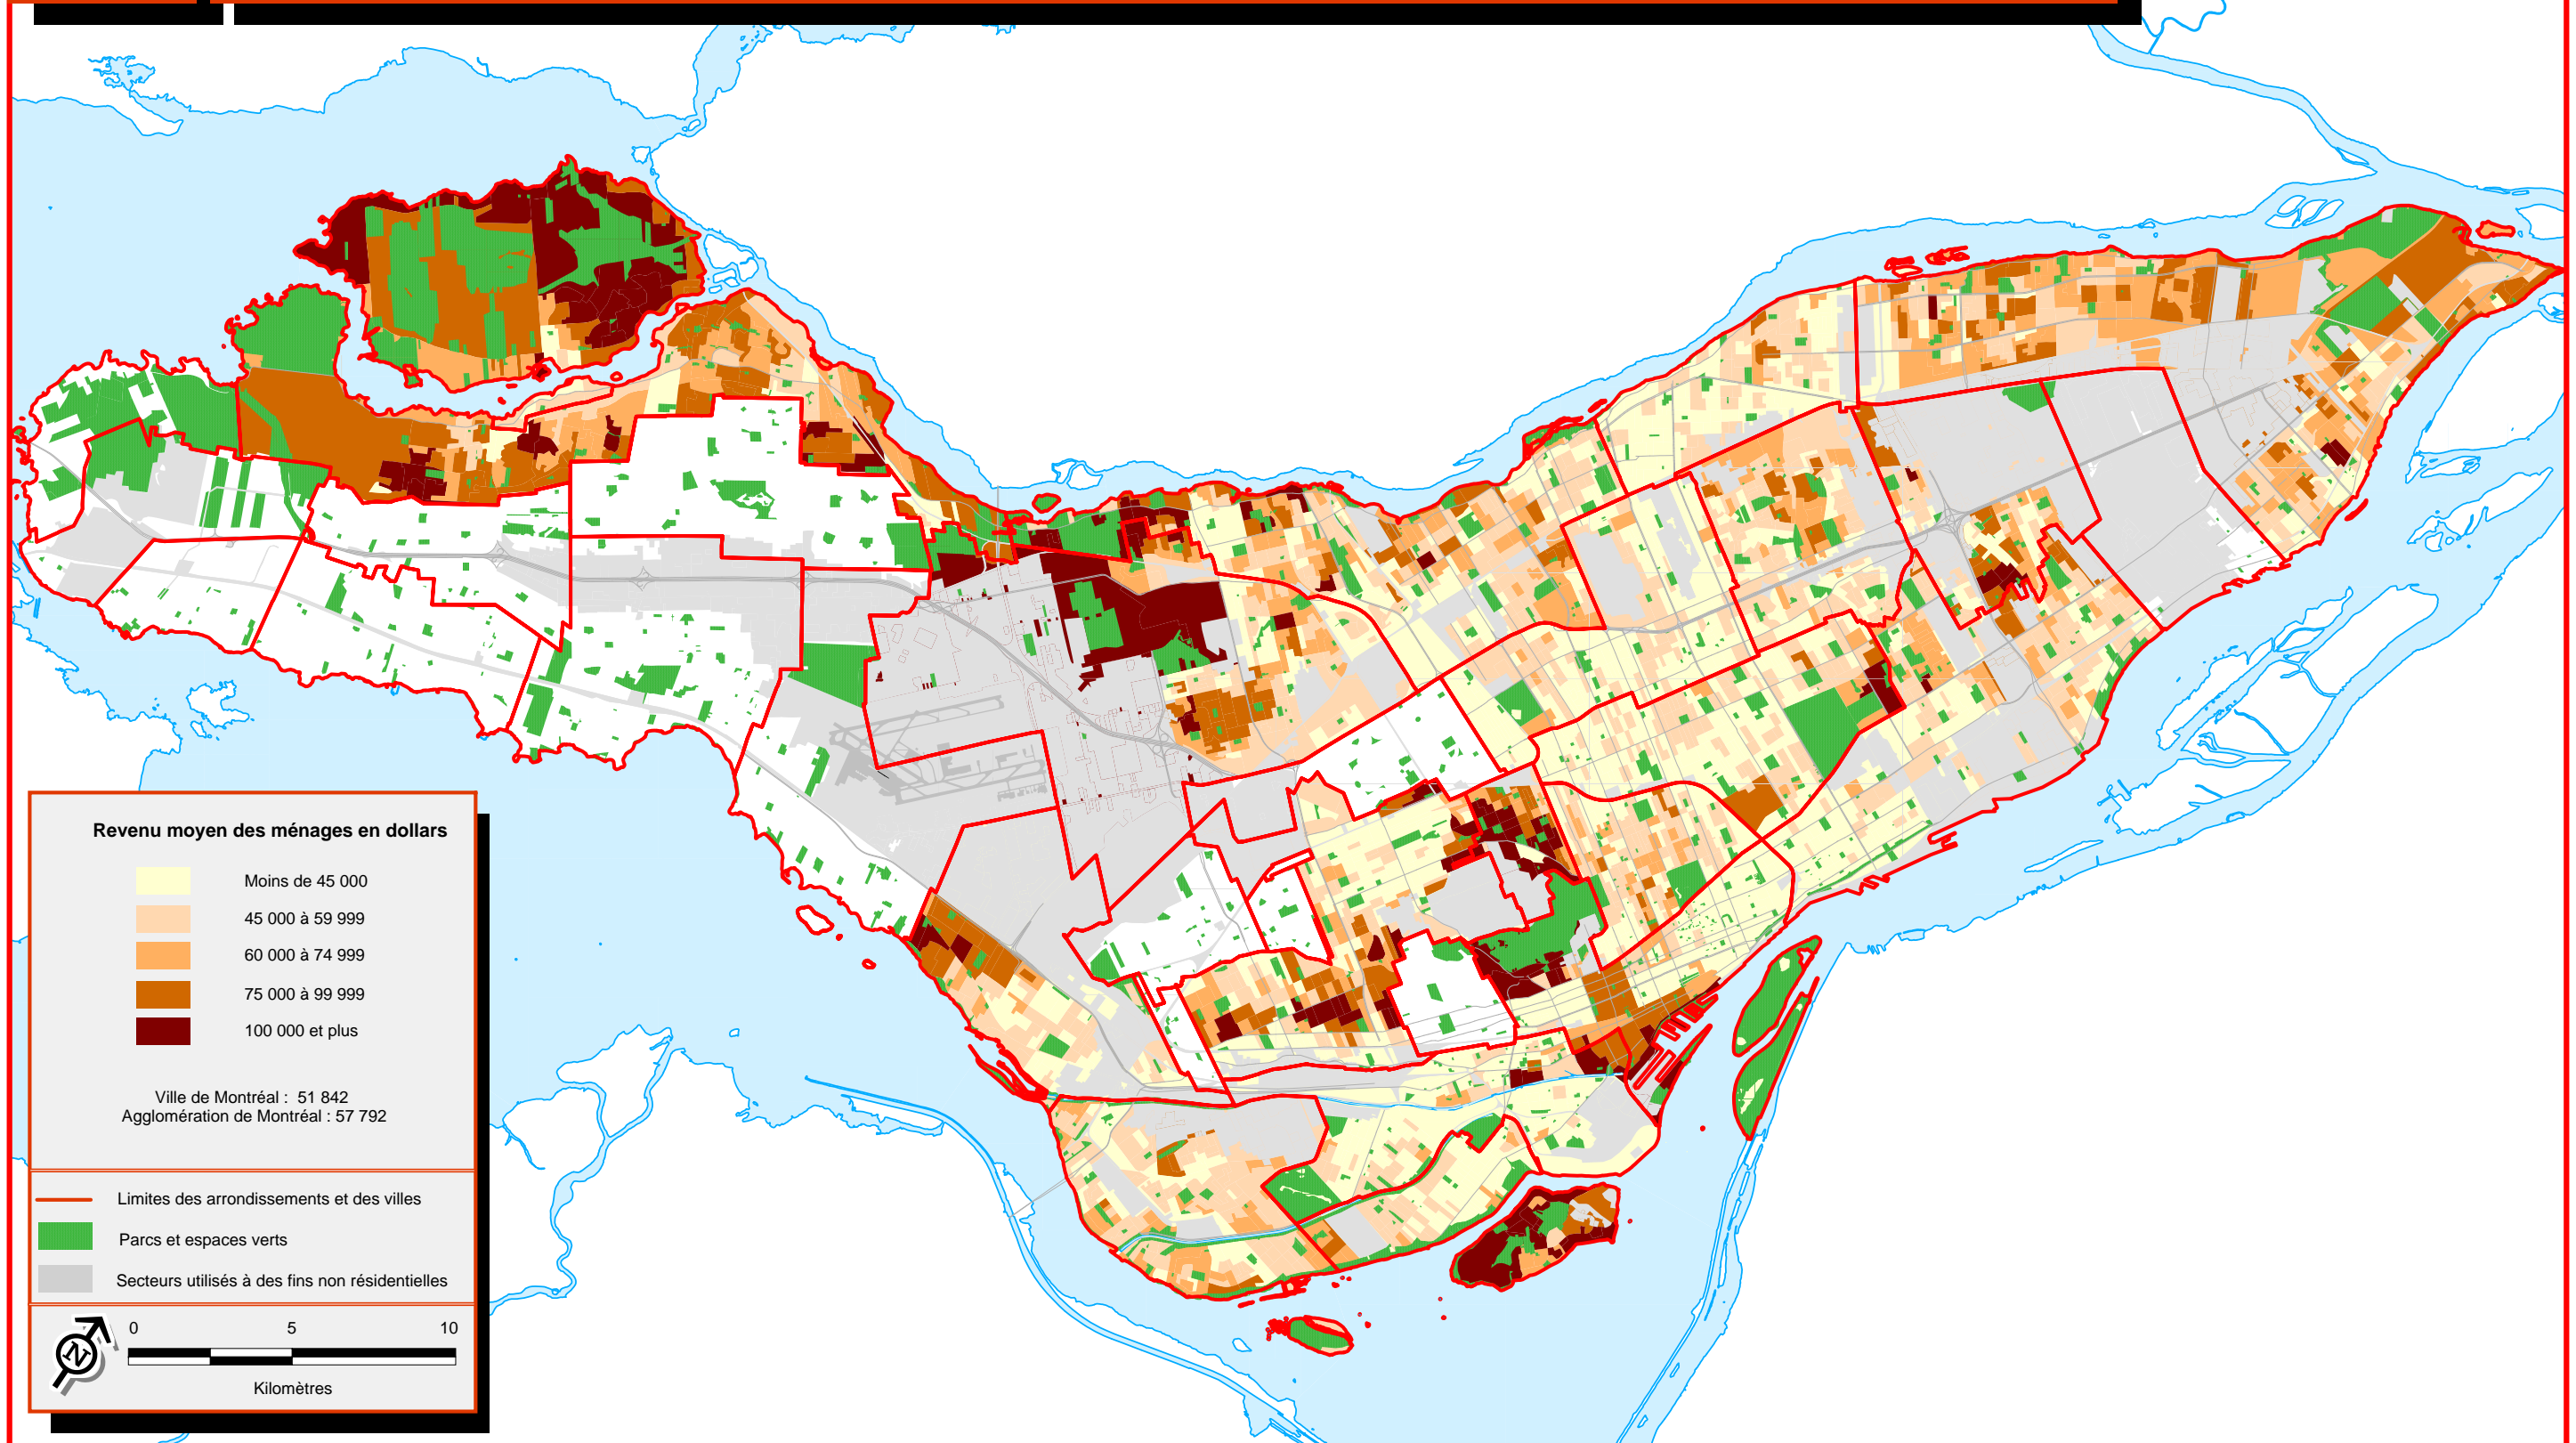 Revenu moyen des ménages en dollars
Moins de 45 000
45 000 à 59 999
60 000 à 74 999
75 000 à 99 999
100 000 et plus
Ville de Montréal : 51 842
Agglomération de Montréal : 57 792
Limites des arrondissements et des villes
Parcs et espaces verts
Secteurs utilisés à des fins non résidentielles
N
0 5 10
Kilomètres